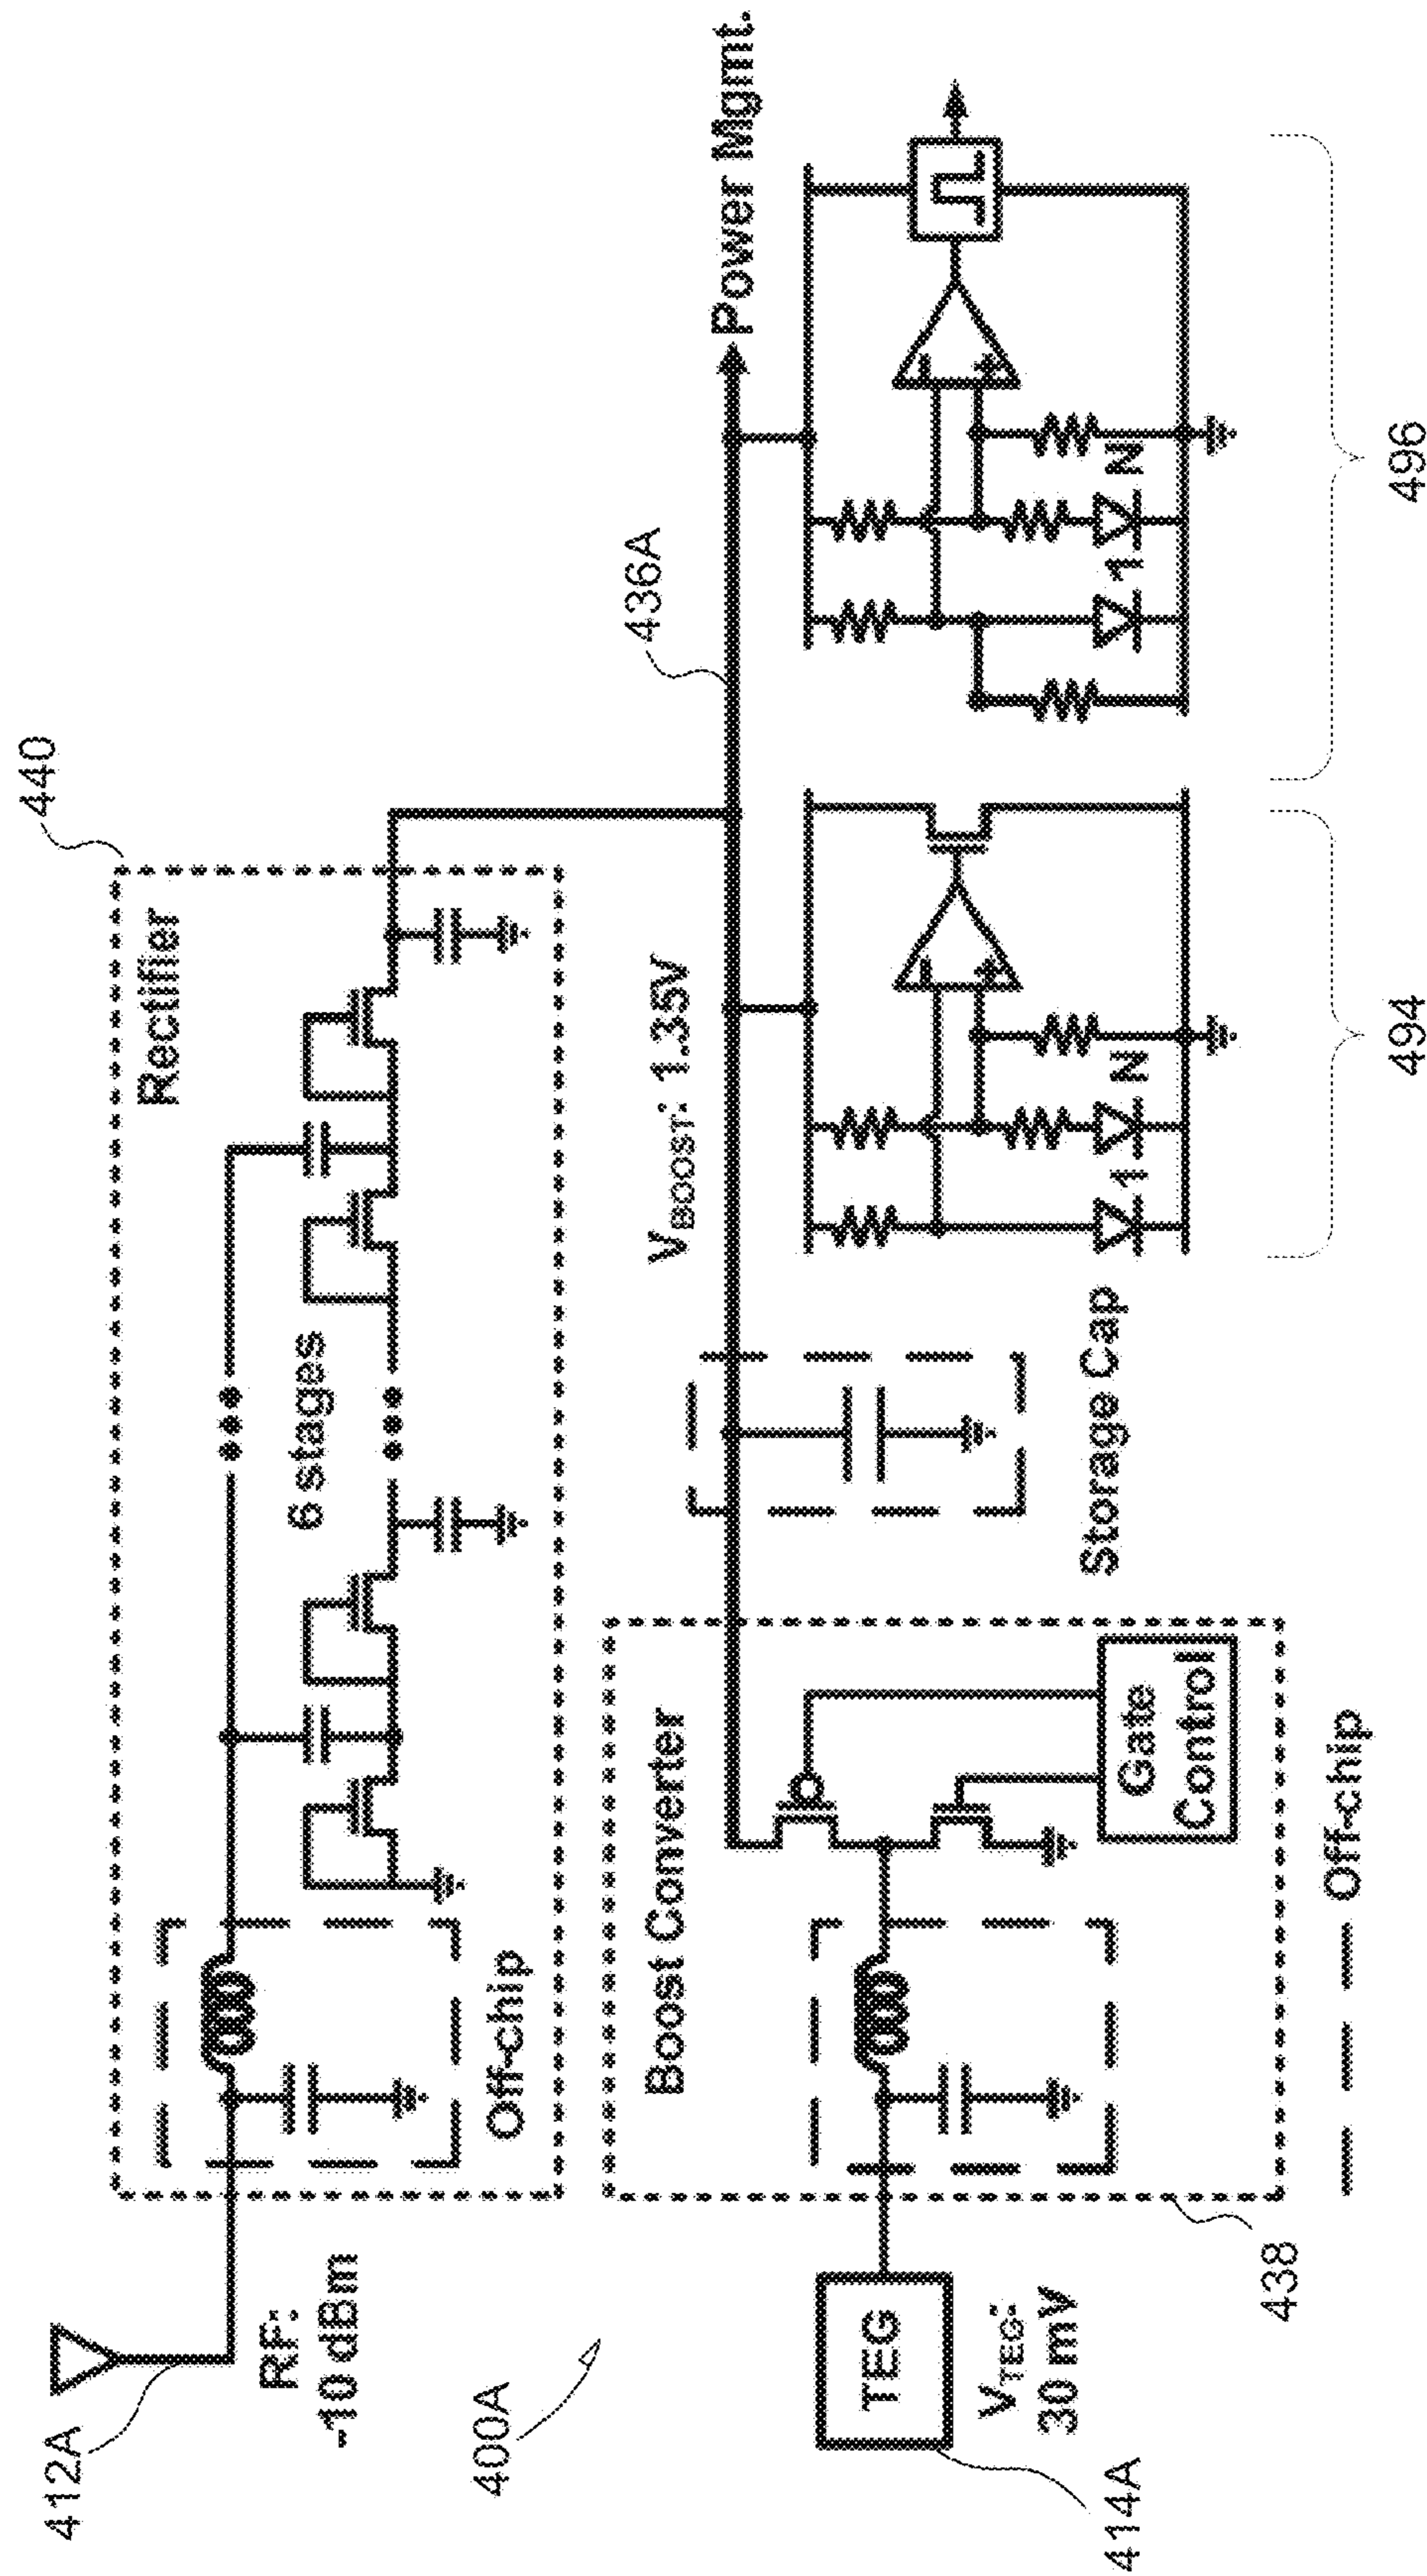 412A
RF:
-10 dBm
440
Rectifier
Off-chip
6 stages
400A
436A
Power Mgmt.
Boost Converter
VBOOST: 1.35V
TEG
VTEG:
30 mV
414A
Gate
Control
438
Storage Cap
1
N
494
1
N
496
Off-chip